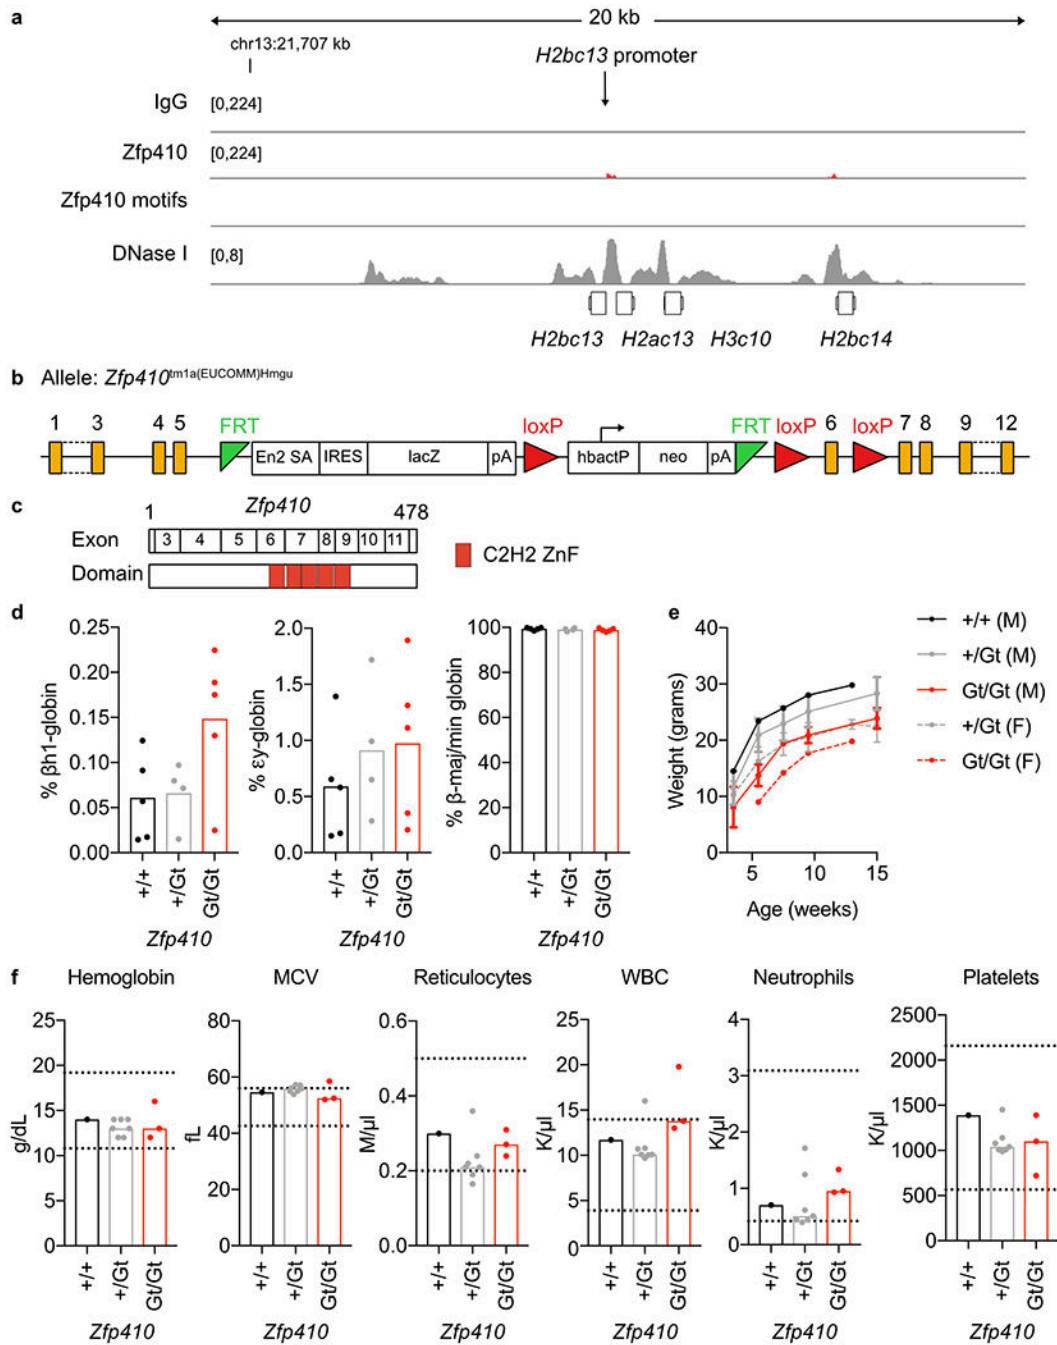 a
20 kb
chr13:21,707 kb
H2bc13 promoter
IgG [0,224]
Zfp410 [0,224]
Zfp410 motifs
DNase I [0,8]
H2bc13 H2ac13 H3c10 H2bc14
b Allele: Zfp410tm1a(EUCOMM)Hmgu
1 3 4 5 FRT loxP FRT loxP loxP 7 8 9 12
6
En2 SA IRES lacZ pA hbactP neo pA
c
1 Zfp410 478
Exon 3 4 5 6 7 8 9 10 11
Domain
C2H2 ZnF
d
% βh1-globin
0.25
0.20
0.15
0.10
0.05
0.00
+/+ +/Gt Gt/Gt
Zfp410
% εy-globin
2.0
1.5
1.0
0.5
0.0
+/+ +/Gt Gt/Gt
Zfp410
% β-maj/min globin
100
80
60
40
20
0
+/+ +/Gt Gt/Gt
Zfp410
e
Weight (grams)
40
30
20
10
0
5 10 15
Age (weeks)
+/+ (M)
+/Gt (M)
Gt/Gt (M)
+/Gt (F)
Gt/Gt (F)
f
Hemoglobin
g/dL
25
20
15
10
5
0
+/+ +/Gt Gt/Gt
Zfp410
MCV
fL
80
60
40
20
0
+/+ +/Gt Gt/Gt
Zfp410
Reticulocytes
M/µl
0.6
0.4
0.2
0.0
+/+ +/Gt Gt/Gt
Zfp410
WBC
K/µl
25
20
15
10
5
0
+/+ +/Gt Gt/Gt
Zfp410
Neutrophils
K/µl
4
3
2
1
0
+/+ +/Gt Gt/Gt
Zfp410
Platelets
K/µl
2500
2000
1500
1000
500
0
+/+ +/Gt Gt/Gt
Zfp410